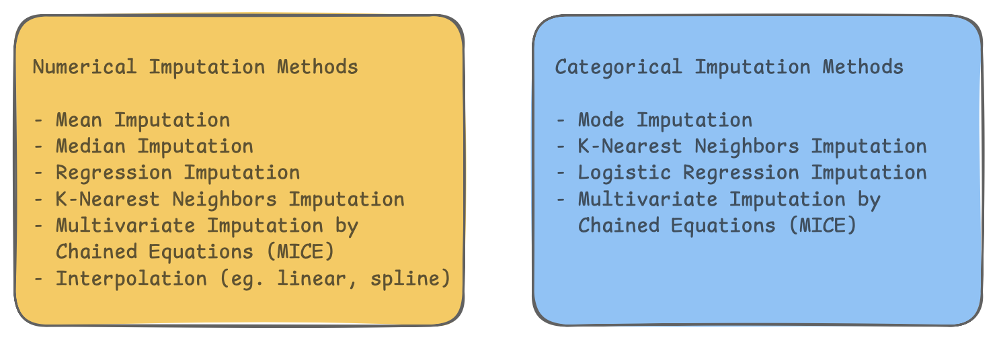 Numerical Imputation Methods
- Mean Imputation
- Median Imputation
- Regression Imputation
- K-Nearest Neighbors Imputation
- Multivariate Imputation by
Chained Equations (MICE)
- Interpolation (eg. linear, spline)
Categorical Imputation Methods
- Mode Imputation
- K-Nearest Neighbors Imputation
- Logistic Regression Imputation
- Multivariate Imputation by
Chained Equations (MICE)